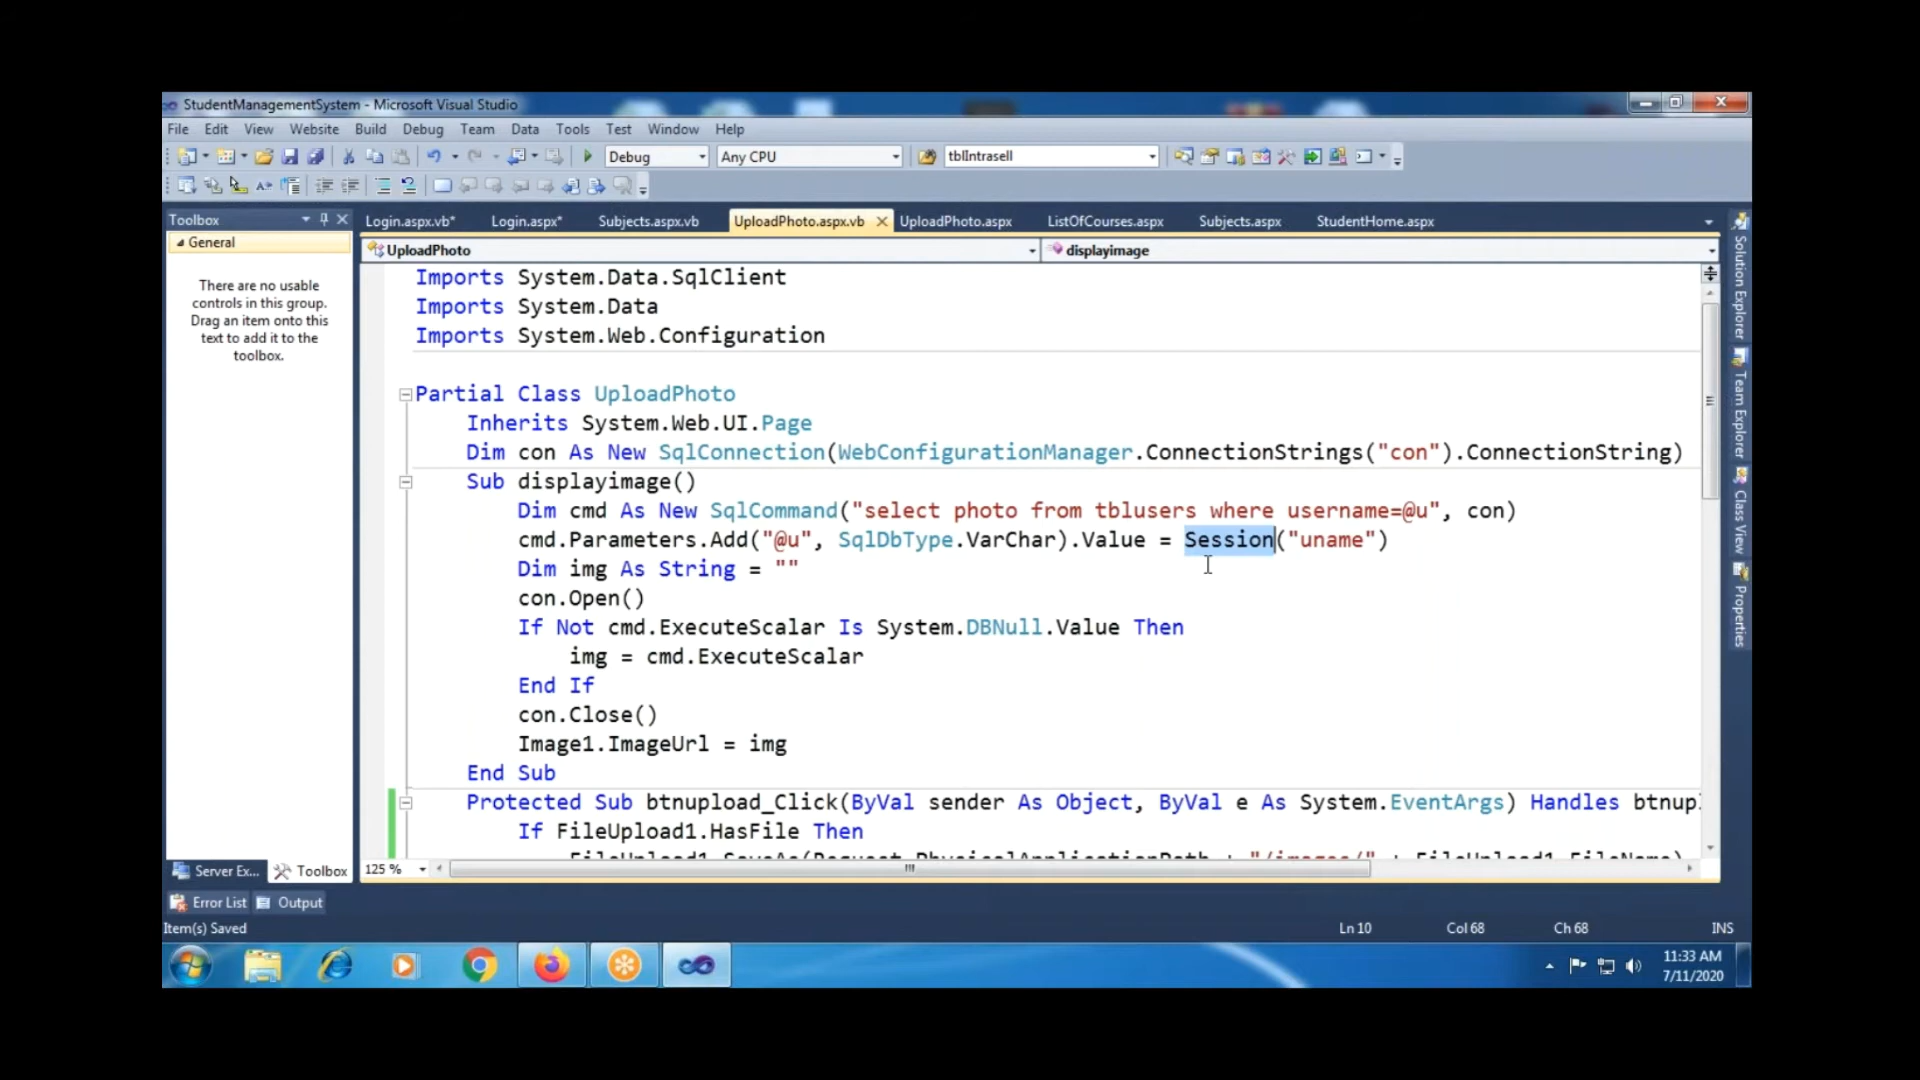 StudentManagementSystem - Microsoft Visual Studio
File Edit View Website Build Debug Team Data Tools Test Window Help
Debug Any CPU tblIntrasell
Toolbox
General
There are no usable
controls in this group.
Drag an item onto this
text to add it to the
toolbox.
Login.aspx.vb* Login.aspx* Subjects.aspx.vb UploadPhoto.aspx.vb UploadPhoto.aspx ListOfCourses.aspx Subjects.aspx StudentHome.aspx
UploadPhoto displayimage
Imports System.Data.SqlClient
Imports System.Data
Imports System.Web.Configuration
Partial Class UploadPhoto
Inherits System.Web.UI.Page
Dim con As New SqlConnection(WebConfigurationManager.ConnectionStrings("con").ConnectionString)
Sub displayimage()
Dim cmd As New SqlCommand("select photo from tblusers where username=@u", con)
cmd.Parameters.Add("@u", SqlDbType.VarChar).Value = Session("uname")
Dim img As String = ""
con.Open()
If Not cmd.ExecuteScalar Is System.DBNull.Value Then
img = cmd.ExecuteScalar
End If
con.Close()
Image1.ImageUrl = img
End Sub
Protected Sub btnupload_Click(ByVal sender As Object, ByVal e As System.EventArgs) Handles btnupl
If FileUpload1.HasFile Then
FileUpload1.SaveAs(Request.PhysicalApplicationPath + "/images/" + FileUpload1.FileName)
Solution Explorer
Team Explorer
Class View
Properties
Server Ex... Toolbox
125 %
Error List Output
Item(s) Saved
Ln 10 Col 68 Ch 68 INS
11:33 AM
7/11/2020